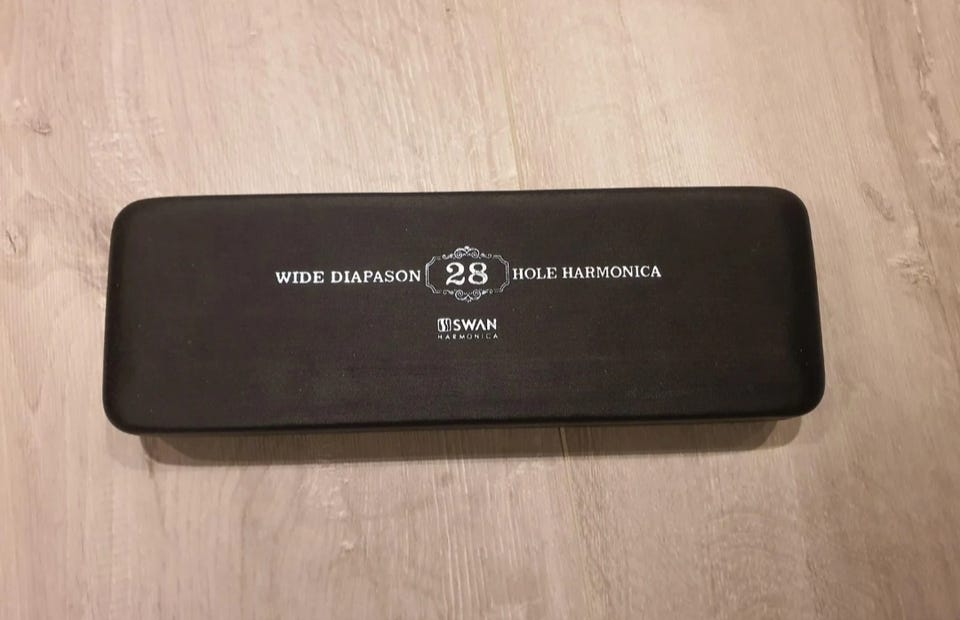 WIDE DIAPASON 28 HOLE HARMONICA
SWAN
HARMONICA